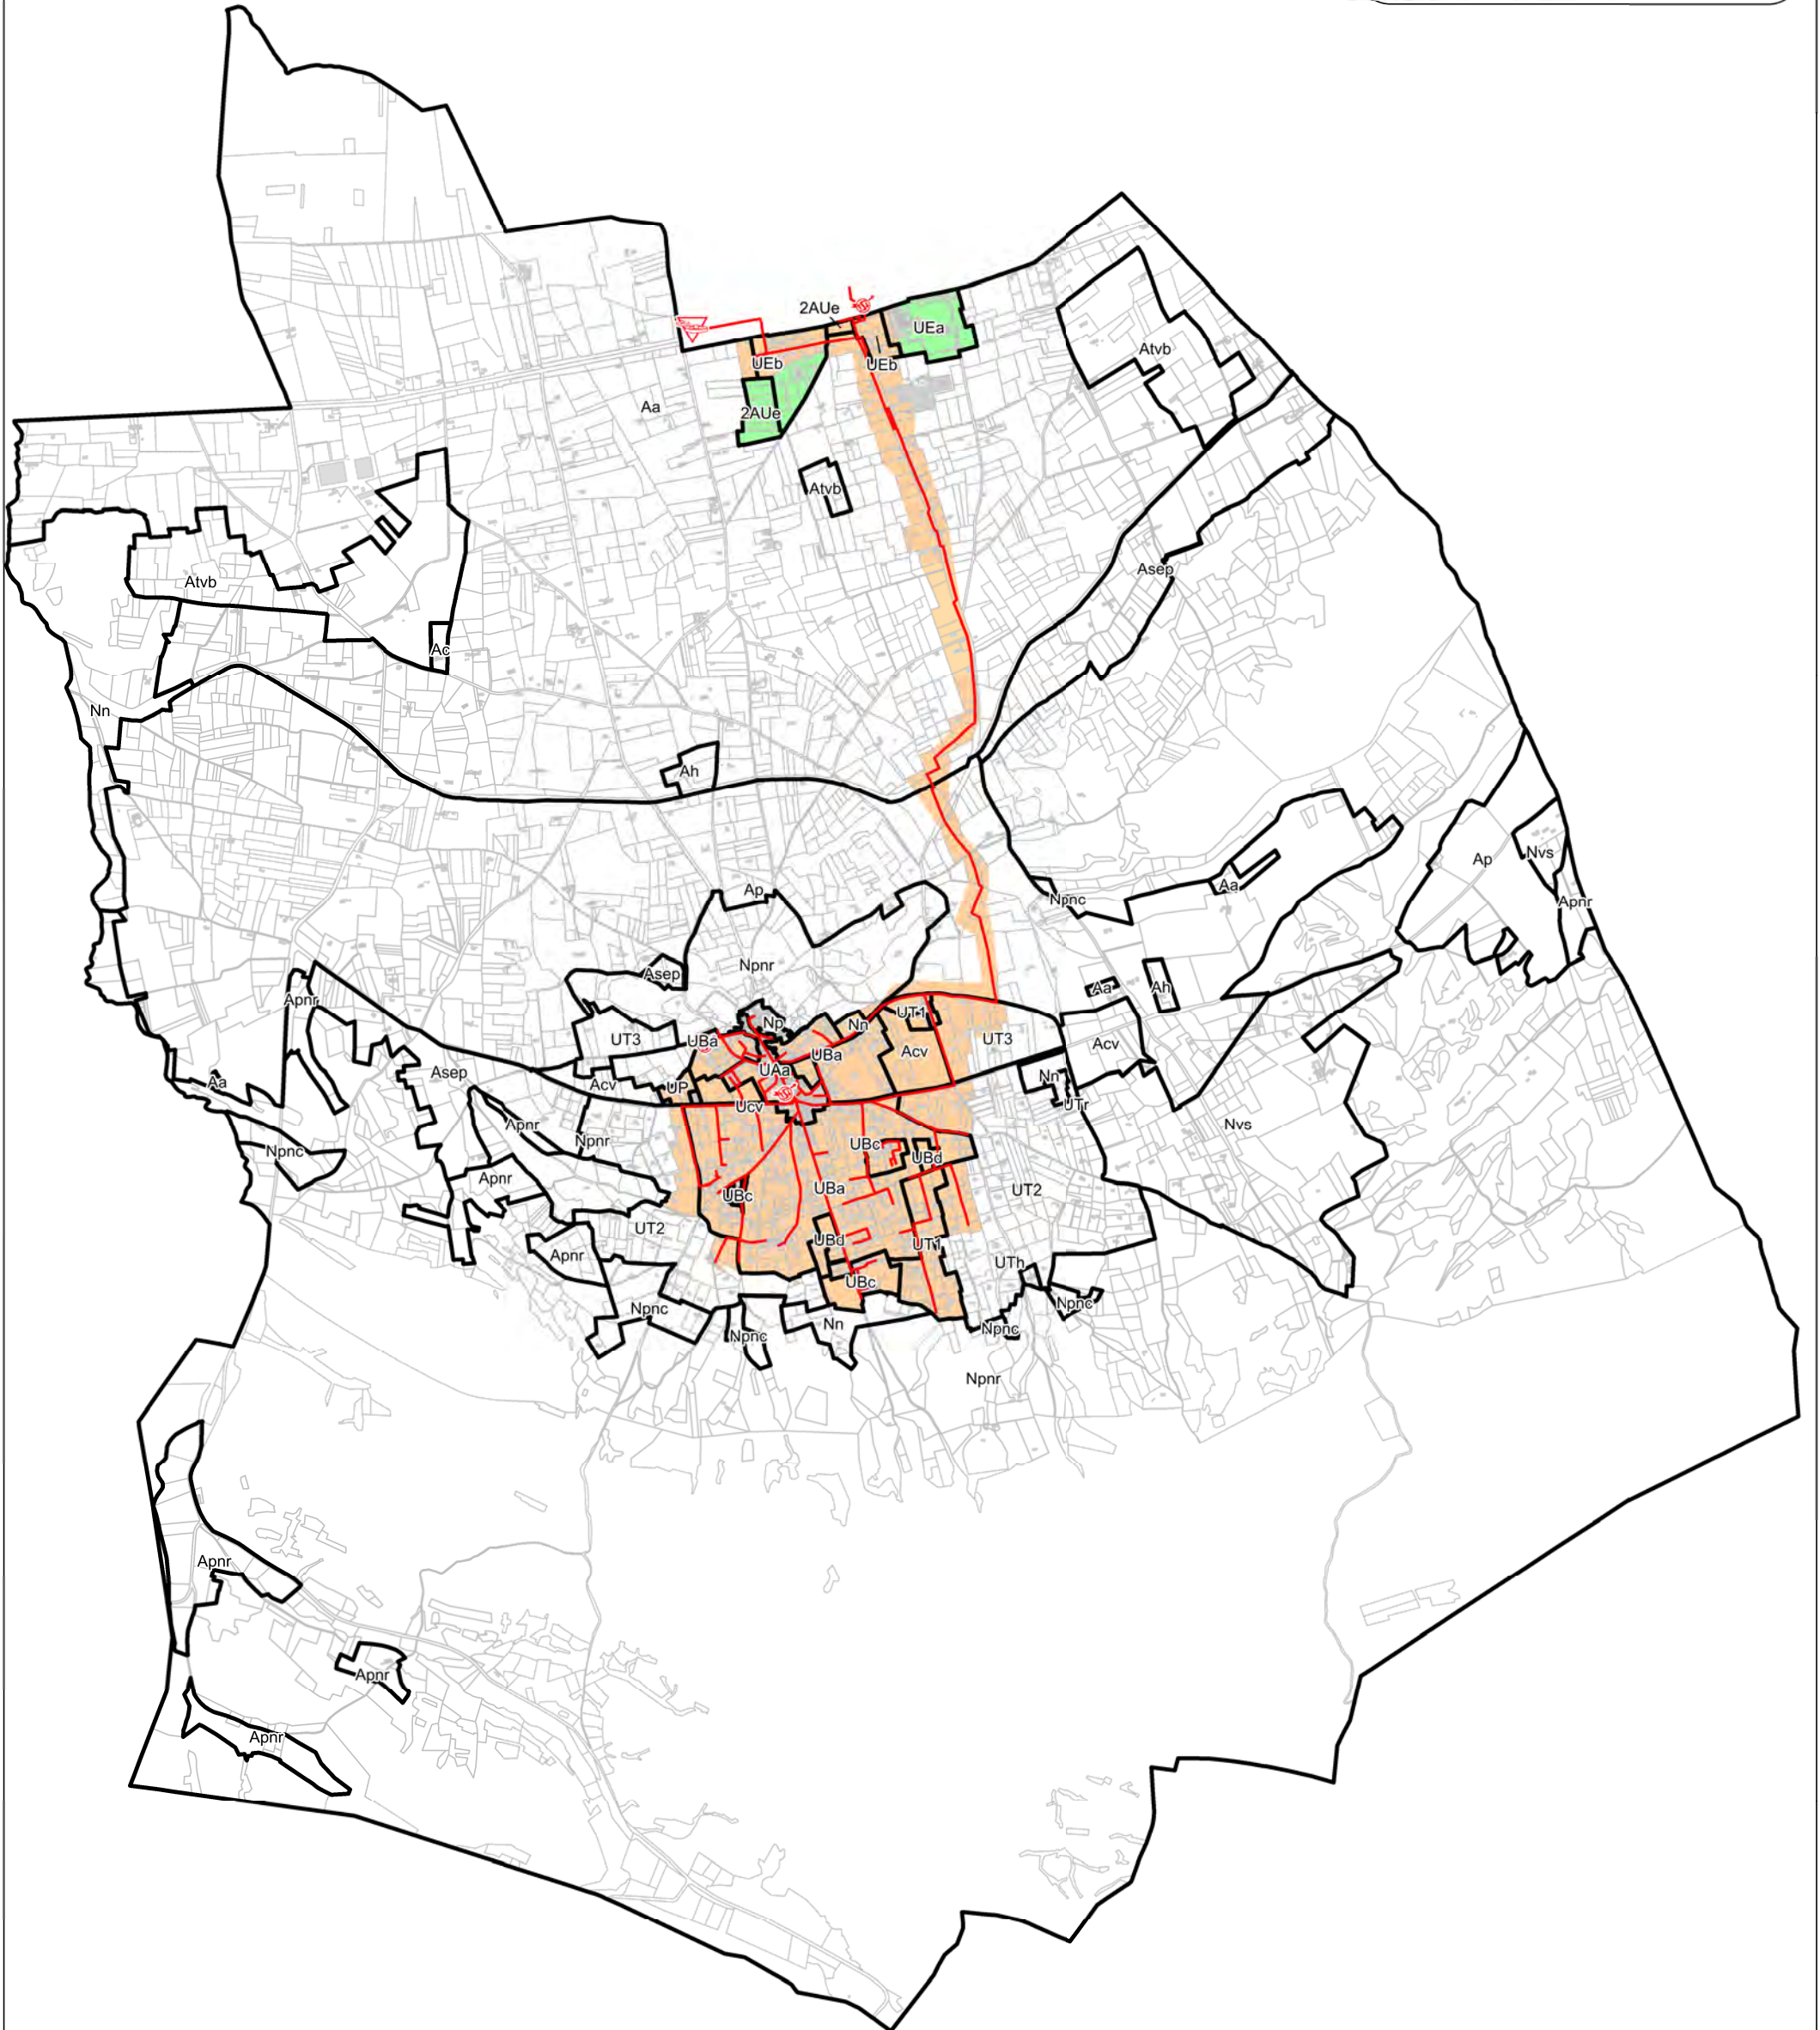 2AUe
UEa
Atvb
UEb
UEb
Aa
2AUe
Atvb
Asep
Atvb
Ac
Nn
Ah
Ap
Nvs
Aa
Ap
Npnc
Apnr
Npnr
Asep
Aa
Ah
Apnr
UT1
Np
Nn
UT3
UBa
UT3
Acv
UBa
Acv
UAa
Asep
Nn
Aa
Acv
UP
Ucv
UTr
Apnr
Nvs
Npnr
UBc
Npnc
UBd
Apnr
UBa
UT2
UBc
UT2
UBd
UT1
Apnr
UTh
UBc
Npnc
Npnc
Nn
Npnc
Npnc
Npnr
Apnr
Apnr
Apnr